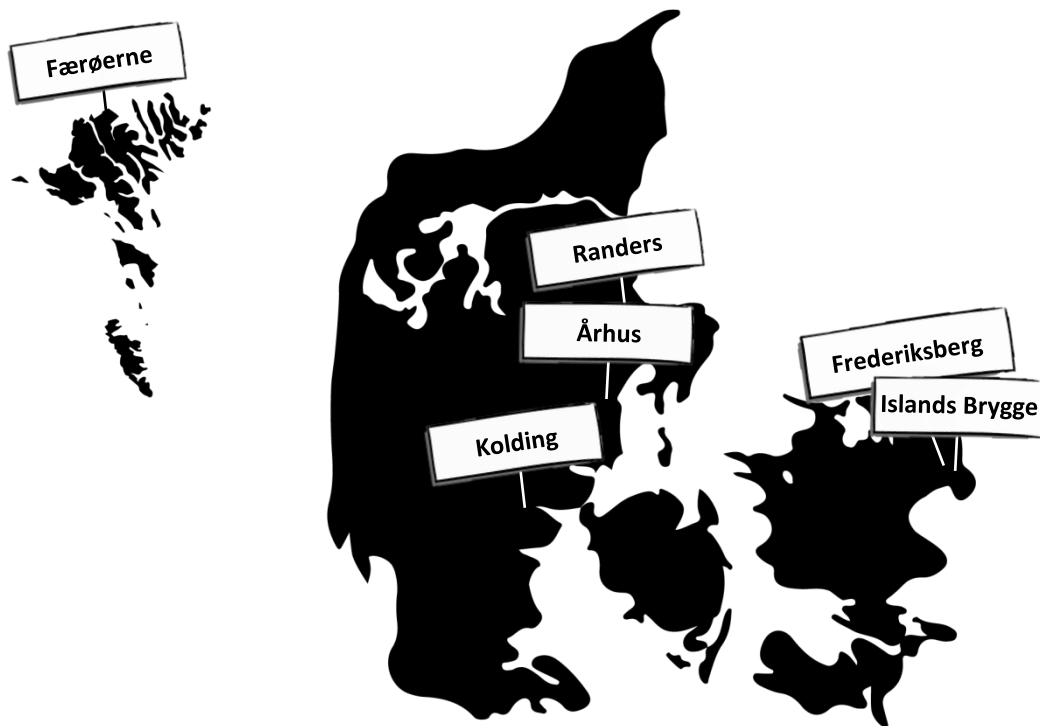 Færøerne
Randers
Århus
Frederiksberg
Islands Brygge
Kolding